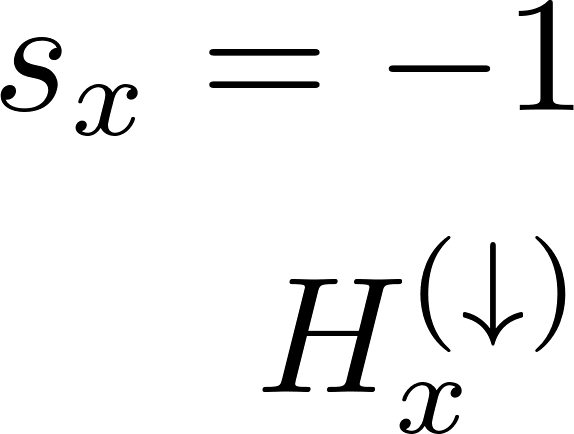 s_x = −1
H_x^(↓)